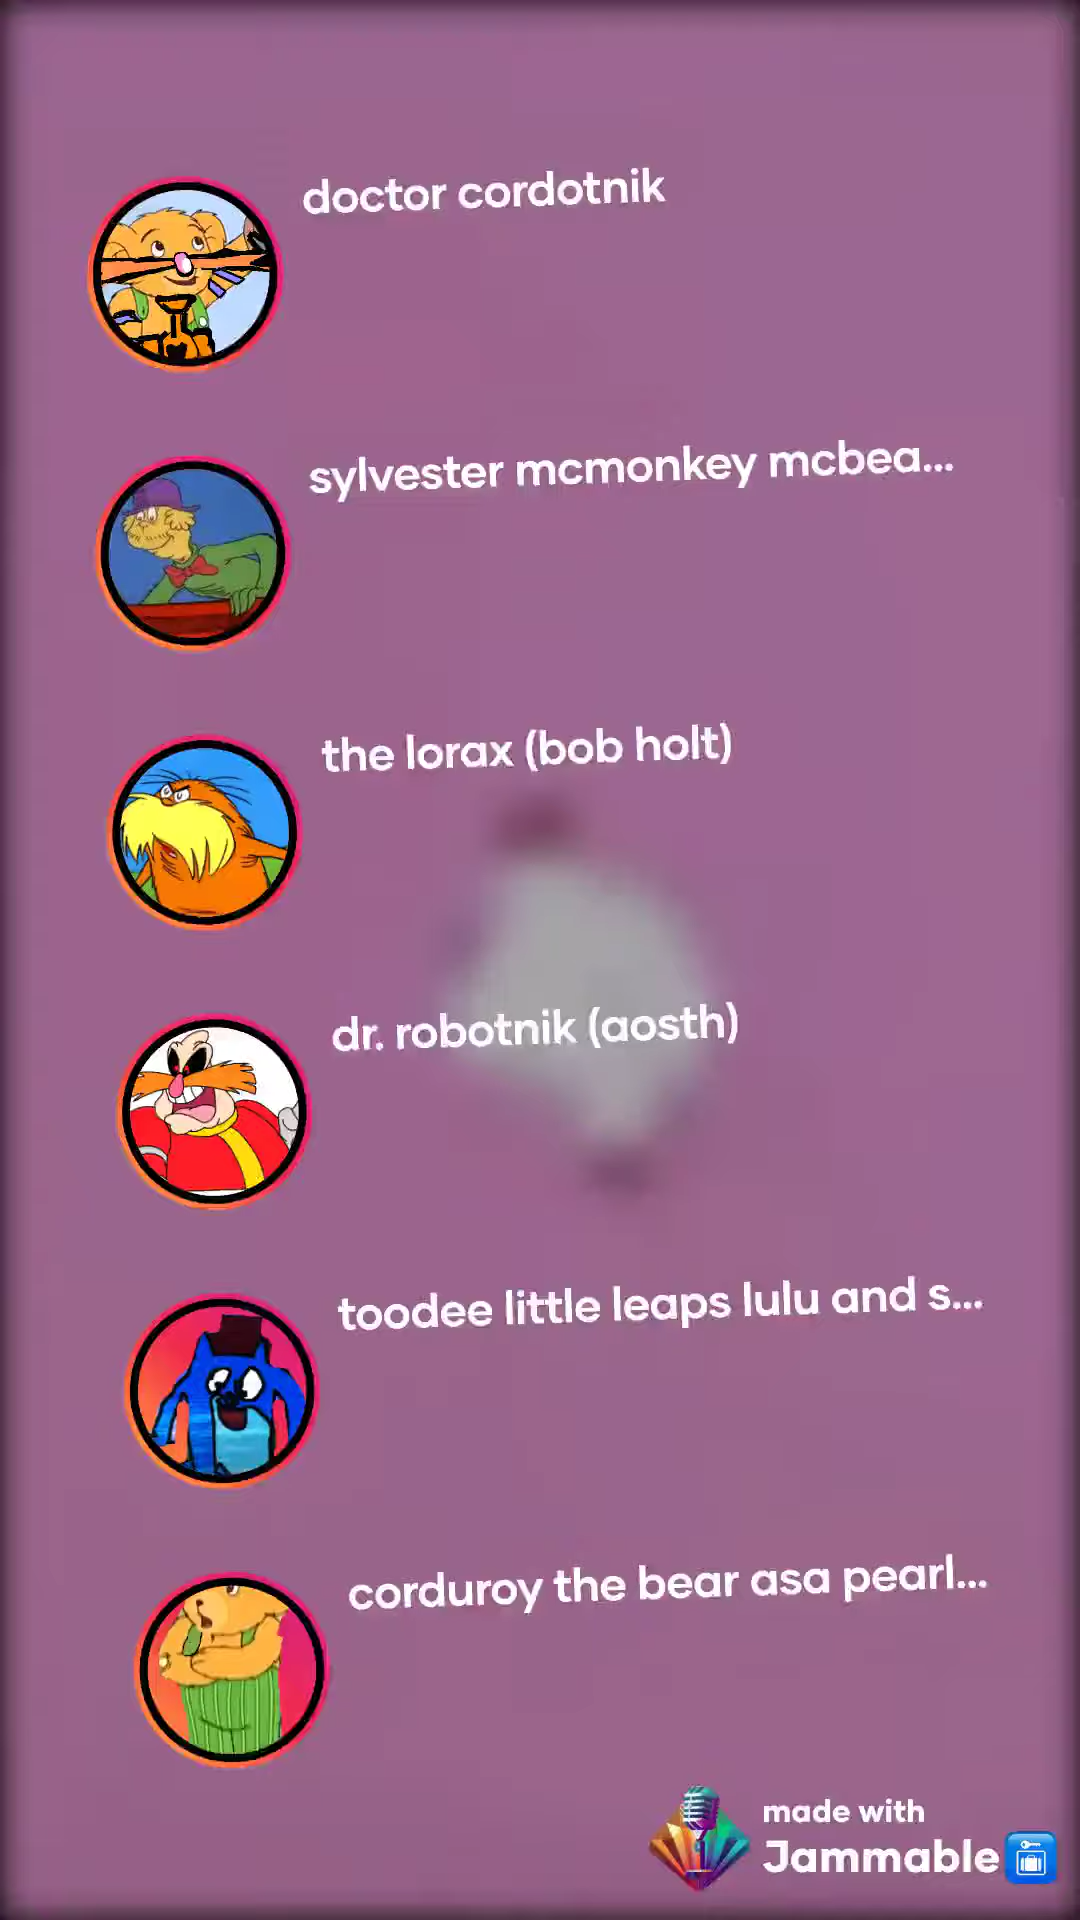 doctor cordotnik
sylvester mcmonkey mcbea...
the lorax (bob holt)
dr. robotnik (aosth)
toodee little leaps lulu and s...
corduroy the bear asa pearl...
made with
Jammable